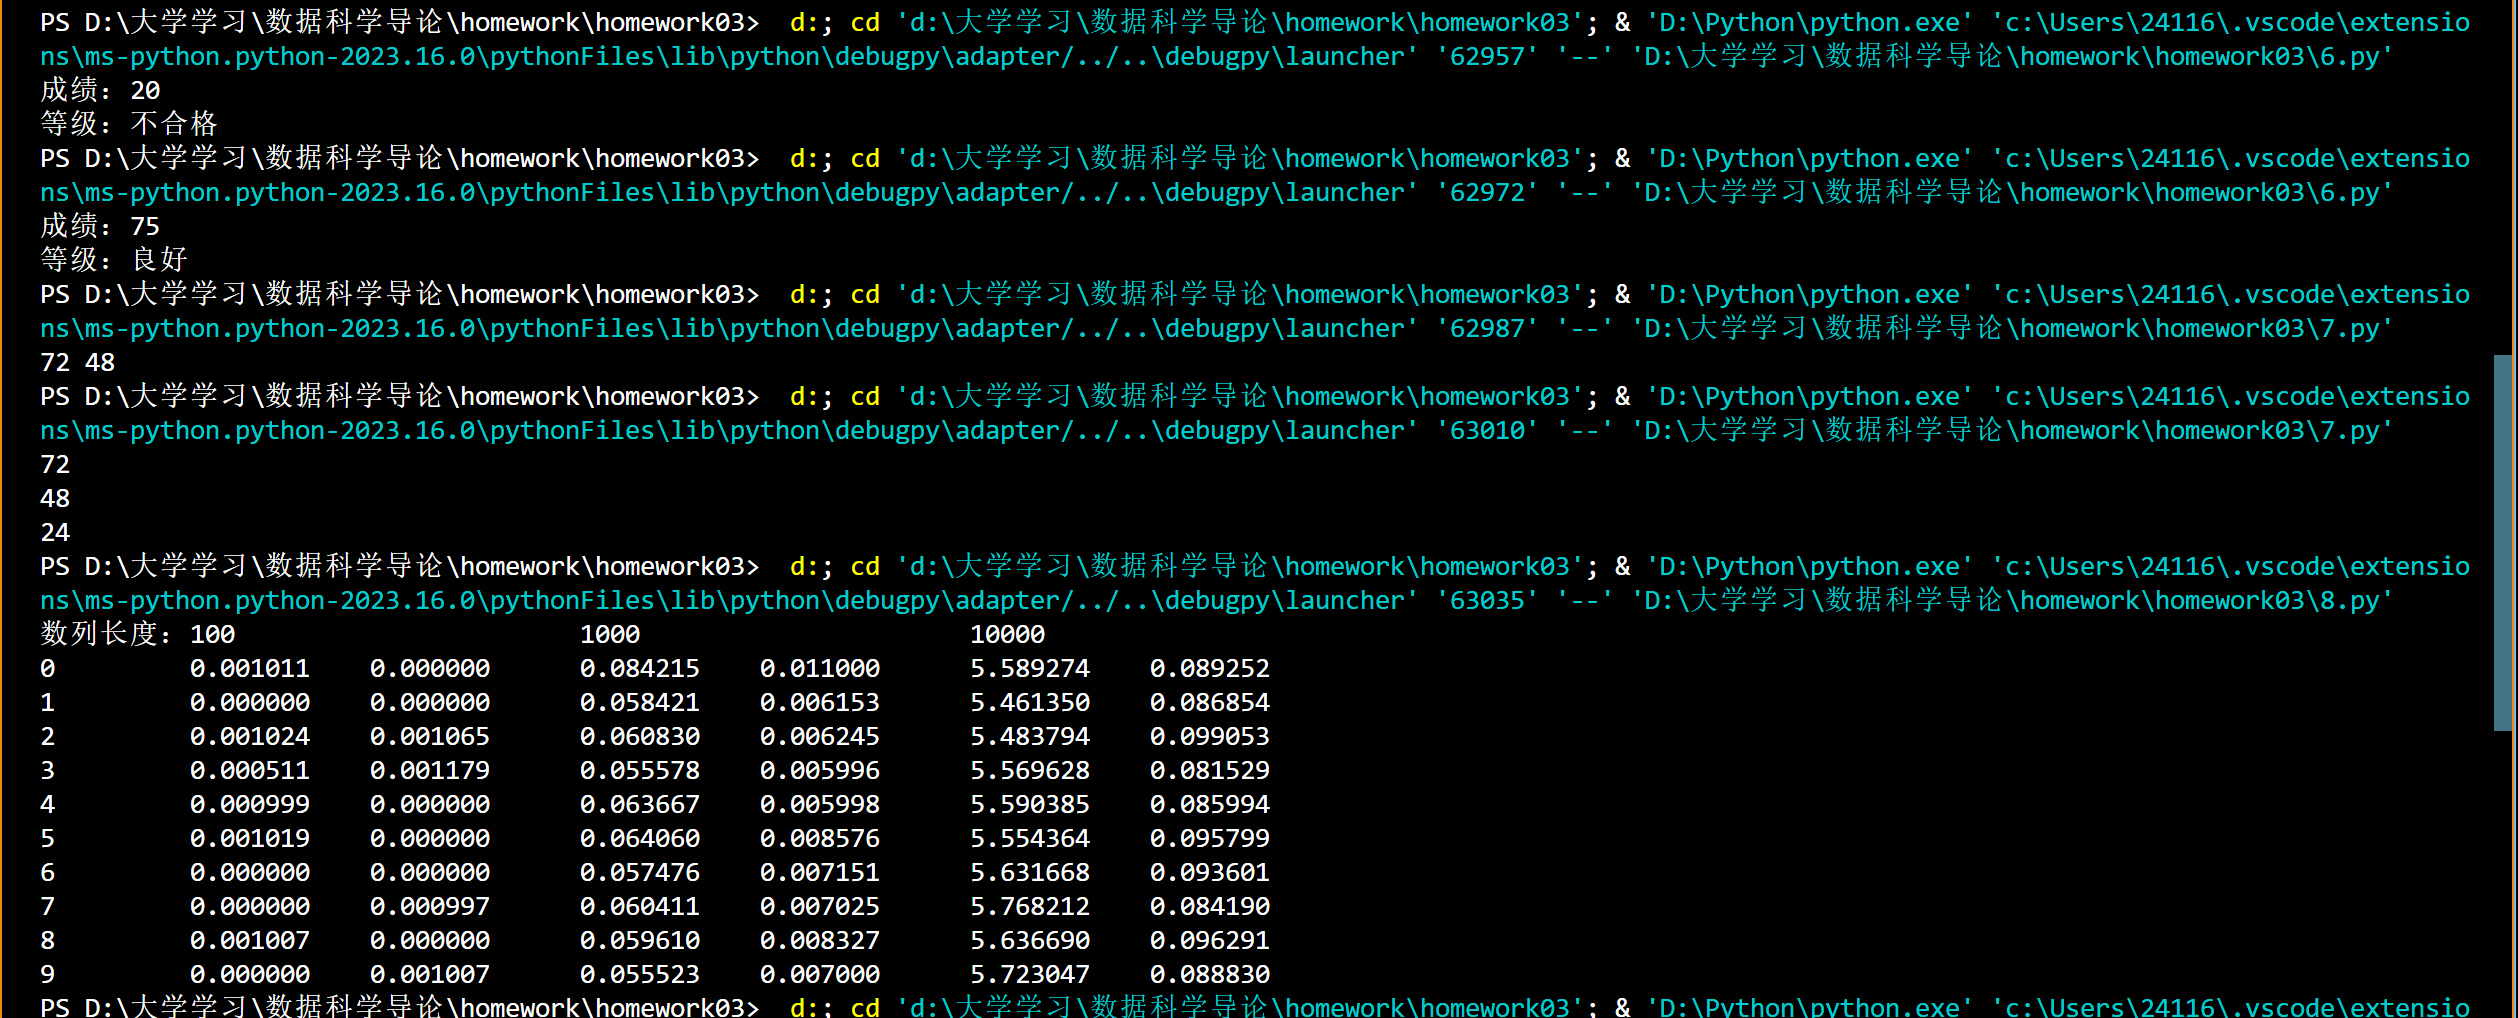 PS D:\大学学习\数据科学导论\homework\homework03>  d:; cd 'd:\大学学习\数据科学导论\homework\homework03'; & 'D:\Python\python.exe' 'c:\Users\24116\.vscode\extensio
ns\ms-python.python-2023.16.0\pythonFiles\lib\python\debugpy\adapter/../..\debugpy\launcher' '62957' '--' 'D:\大学学习\数据科学导论\homework\homework03\6.py'
成绩：20
等级：不合格
PS D:\大学学习\数据科学导论\homework\homework03>  d:; cd 'd:\大学学习\数据科学导论\homework\homework03'; & 'D:\Python\python.exe' 'c:\Users\24116\.vscode\extensio
ns\ms-python.python-2023.16.0\pythonFiles\lib\python\debugpy\adapter/../..\debugpy\launcher' '62972' '--' 'D:\大学学习\数据科学导论\homework\homework03\6.py'
成绩：75
等级：良好
PS D:\大学学习\数据科学导论\homework\homework03>  d:; cd 'd:\大学学习\数据科学导论\homework\homework03'; & 'D:\Python\python.exe' 'c:\Users\24116\.vscode\extensio
ns\ms-python.python-2023.16.0\pythonFiles\lib\python\debugpy\adapter/../..\debugpy\launcher' '62987' '--' 'D:\大学学习\数据科学导论\homework\homework03\7.py'
72 48
PS D:\大学学习\数据科学导论\homework\homework03>  d:; cd 'd:\大学学习\数据科学导论\homework\homework03'; & 'D:\Python\python.exe' 'c:\Users\24116\.vscode\extensio
ns\ms-python.python-2023.16.0\pythonFiles\lib\python\debugpy\adapter/../..\debugpy\launcher' '63010' '--' 'D:\大学学习\数据科学导论\homework\homework03\7.py'
72
48
24
PS D:\大学学习\数据科学导论\homework\homework03>  d:; cd 'd:\大学学习\数据科学导论\homework\homework03'; & 'D:\Python\python.exe' 'c:\Users\24116\.vscode\extensio
ns\ms-python.python-2023.16.0\pythonFiles\lib\python\debugpy\adapter/../..\debugpy\launcher' '63035' '--' 'D:\大学学习\数据科学导论\homework\homework03\8.py'
数列长度：100                       1000                      10000
0         0.001011    0.000000      0.084215    0.011000      5.589274    0.089252
1         0.000000    0.000000      0.058421    0.006153      5.461350    0.086854
2         0.001024    0.001065      0.060830    0.006245      5.483794    0.099053
3         0.000511    0.001179      0.055578    0.005996      5.569628    0.081529
4         0.000999    0.000000      0.063667    0.005998      5.590385    0.085994
5         0.001019    0.000000      0.064060    0.008576      5.554364    0.095799
6         0.000000    0.000000      0.057476    0.007151      5.631668    0.093601
7         0.000000    0.000997      0.060411    0.007025      5.768212    0.084190
8         0.001007    0.000000      0.059610    0.008327      5.636690    0.096291
9         0.000000    0.001007      0.055523    0.007000      5.723047    0.088830
PS D:\大学学习\数据科学导论\homework\homework03>  d:; cd 'd:\大学学习\数据科学导论\homework\homework03'; & 'D:\Python\python.exe' 'c:\Users\24116\.vscode\extensio